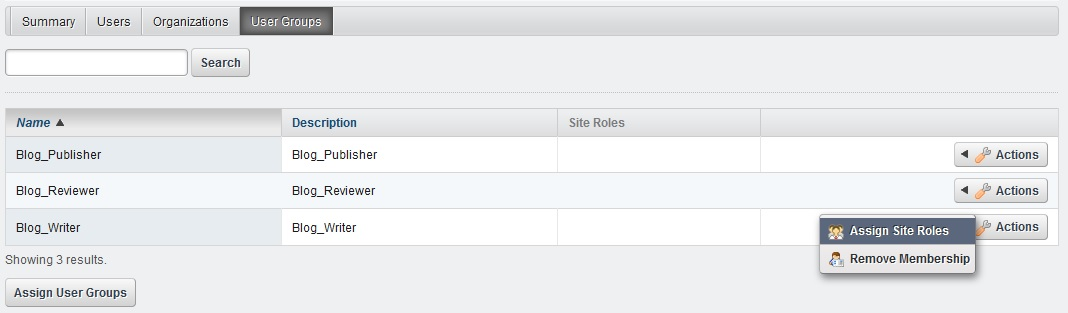 Summary Users Organizations User Groups
Search
Name Description Site Roles
Blog_Publisher Blog_Publisher Actions
Blog_Reviewer Blog_Reviewer Actions
Blog_Writer Blog_Writer Actions
Assign Site Roles
Remove Membership
Showing 3 results.
Assign User Groups